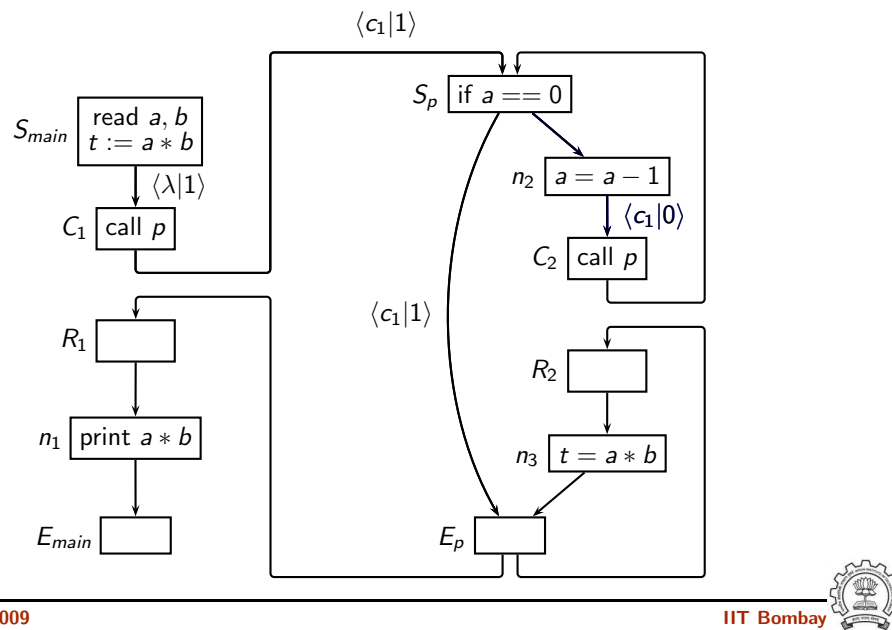 ⟨c₁|1⟩
S_main
read a, b
t := a ∗ b
⟨λ|1⟩
C₁
call p
R₁
n₁
print a ∗ b
E_main
S_p
if a == 0
n₂
a = a − 1
⟨c₁|0⟩
C₂
call p
⟨c₁|1⟩
R₂
n₃
t = a ∗ b
E_p
009
IIT Bombay